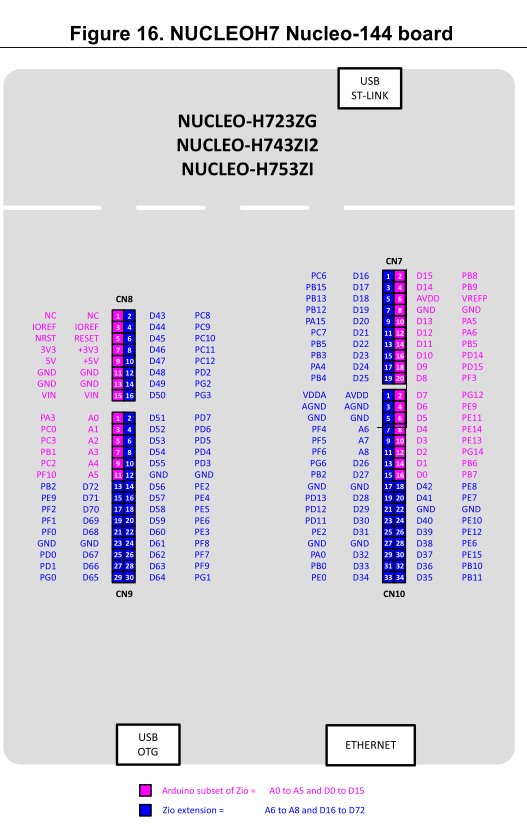 Figure 16. NUCLEOH7 Nucleo-144 board
USB
ST-LINK
NUCLEO-H723ZG
NUCLEO-H743ZI2
NUCLEO-H753ZI
CN8
NC NC 1 2 D43 PC8
IOREF IOREF 3 4 D44 PC9
NRST RESET 5 6 D45 PC10
3V3 +3V3 7 8 D46 PC11
5V +5V 9 10 D47 PC12
GND GND 11 12 D48 PD2
GND GND 13 14 D49 PG2
VIN VIN 15 16 D50 PG3
PA3 A0 1 2 D51 PD7
PC0 A1 3 4 D52 PD6
PC3 A2 5 6 D53 PD5
PB1 A3 7 8 D54 PD4
PC2 A4 9 10 D55 PD3
PF10 A5 11 12 GND GND
PB2 D72 13 14 D56 PE2
PE9 D71 15 16 D57 PE4
PF2 D70 17 18 D58 PE5
PF1 D69 19 20 D59 PE6
PF0 D68 21 22 D60 PE3
GND GND 23 24 D61 PF8
PD0 D67 25 26 D62 PF7
PD1 D66 27 28 D63 PF9
PG0 D65 29 30 D64 PG1
CN9
CN7
PC6 D16 1 2 D15 PB8
PB15 D17 3 4 D14 PB9
PB13 D18 5 6 AVDD VREFP
PB12 D19 7 8 GND GND
PA15 D20 9 10 D13 PA5
PC7 D21 11 12 D12 PA6
PB5 D22 13 14 D11 PB5
PB3 D23 15 16 D10 PD14
PA4 D24 17 18 D9 PD15
PB4 D25 19 20 D8 PF3
VDDA AVDD 1 2 D7 PG12
AGND AGND 3 4 D6 PE9
GND GND 5 6 D5 PE11
PF4 A6 7 8 D4 PE14
PF5 A7 9 10 D3 PE13
PF6 A8 11 12 D2 PG14
PG6 D26 13 14 D1 PB6
PB2 D27 15 16 D0 PB7
GND GND 17 18 D42 PE8
PD13 D28 19 20 D41 PE7
PD12 D29 21 22 GND GND
PD11 D30 23 24 D40 PE10
PE2 D31 25 26 D39 PE12
GND GND 27 28 D38 PE6
PA0 D32 29 30 D37 PE15
PB0 D33 31 32 D36 PB10
PE0 D34 33 34 D35 PB11
CN10
USB
OTG
ETHERNET
Arduino subset of Zio = A0 to A5 and D0 to D15
Zio extension = A6 to A8 and D16 to D72